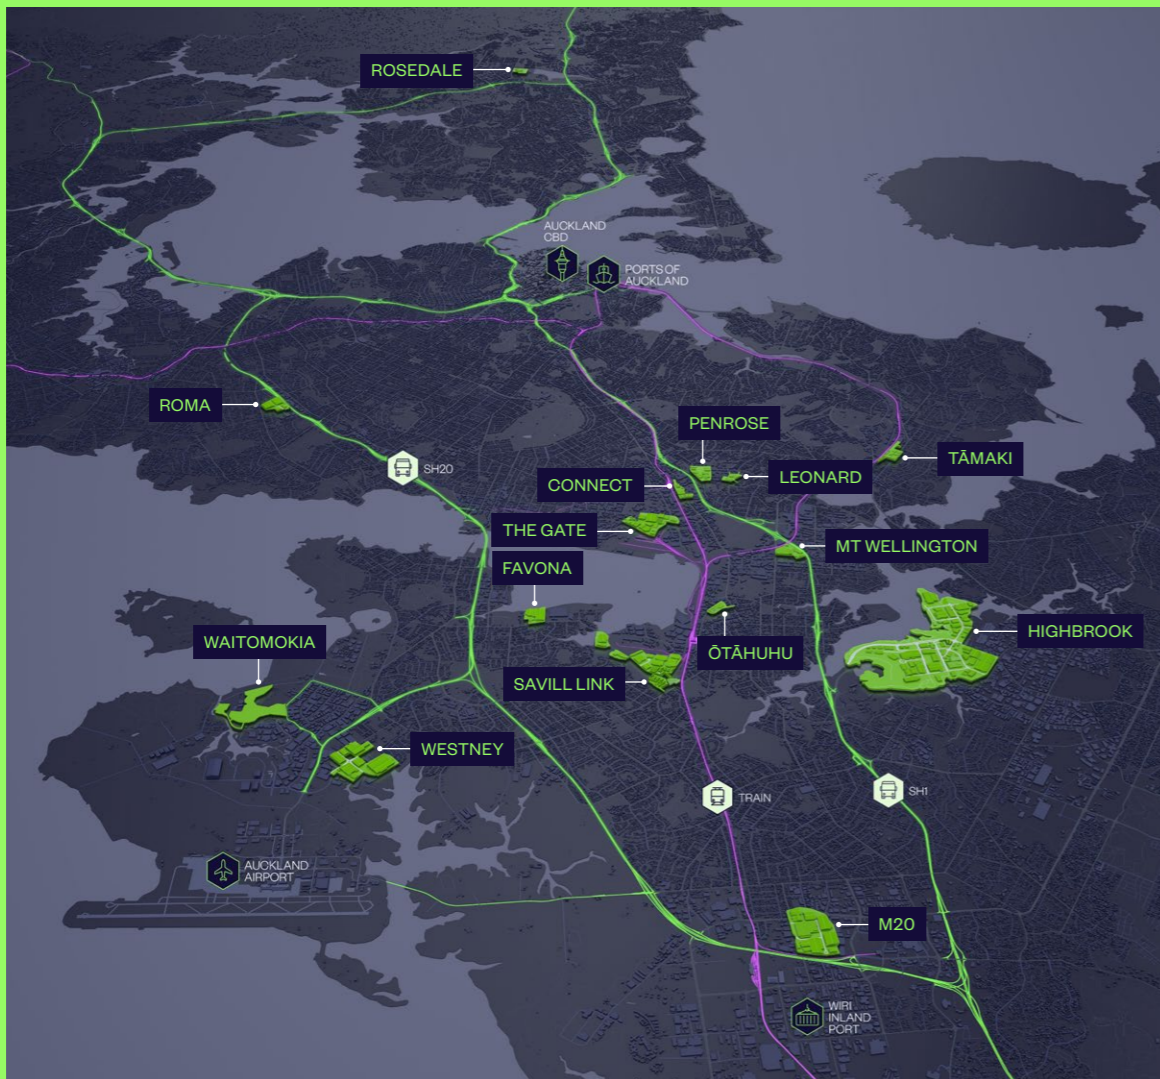 ROSEDALE
AUCKLAND
CBD
PORTS OF
AUCKLAND
ROMA
PENROSE
SH20
TĀMAKI
LEONARD
CONNECT
THE GATE
MT WELLINGTON
FAVONA
HIGHBROOK
WAITOMOKIA
ŌTĀHUHU
SAVILL LINK
WESTNEY
TRAIN
SH1
AUCKLAND
AIRPORT
M20
WIRI
INLAND
PORT